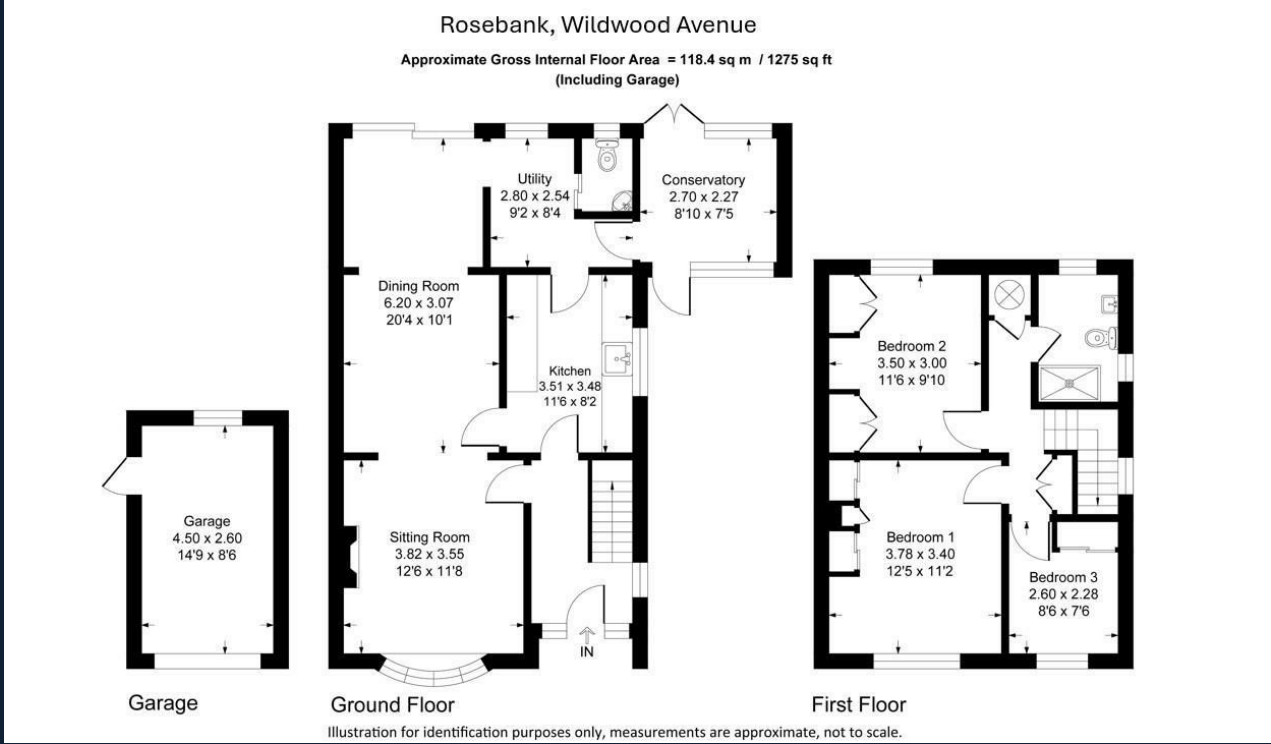 Rosebank, Wildwood Avenue
Approximate Gross Internal Floor Area = 118.4 sq m / 1275 sq ft
(Including Garage)
Utility
2.80 x 2.54
9'2 x 8'4
Conservatory
2.70 x 2.27
8'10 x 7'5
Dining Room
6.20 x 3.07
20'4 x 10'1
Kitchen
3.51 x 3.48
11'6 x 8'2
Bedroom 2
3.50 x 3.00
11'6 x 9'10
Garage
4.50 x 2.60
14'9 x 8'6
Sitting Room
3.82 x 3.55
12'6 x 11'8
Bedroom 1
3.78 x 3.40
12'5 x 11'2
Bedroom 3
2.60 x 2.28
8'6 x 7'6
IN
Garage
Ground Floor
First Floor
Illustration for identification purposes only, measurements are approximate, not to scale.